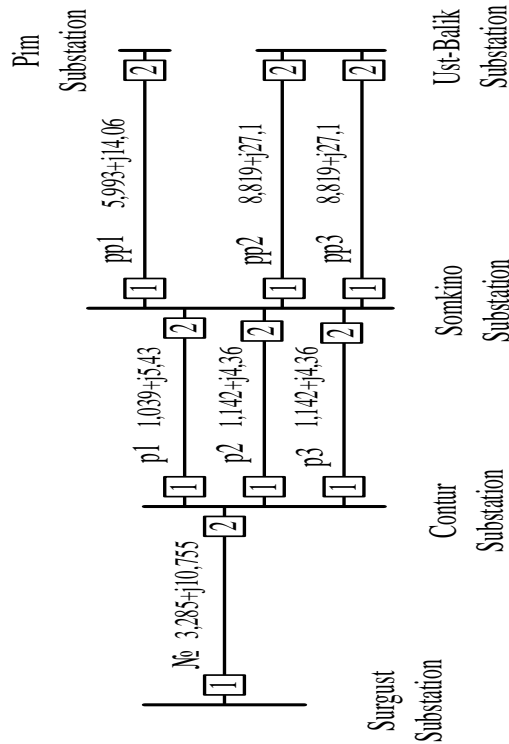 Pim
Substation
pp1 5,993+j14,06
1
2
p1 1,039+j5,43
1
2
№ 3,285+j10,755
1
2
p2 1,142+j4,36
1
2
pp2 8,819+j27,1
1
2
p3 1,142+j4,36
1
2
pp3 8,819+j27,1
1
2
Surgust
Substation
Contur
Substation
Somkino
Substation
Ust-Balik
Substation